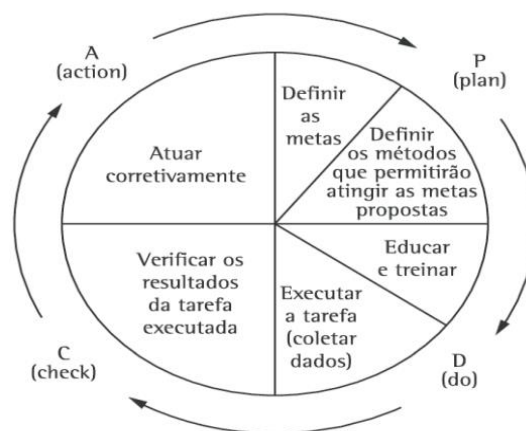 A
(action)
P
(plan)
Definir
as
metas
Definir
os métodos
que permitirão
atingir as metas
propostas
Atuar
corretivamente
Verificar os
resultados
da tarefa
executada
Educar
e treinar
Executar
a tarefa
(coletar
dados)
C
(check)
D
(do)